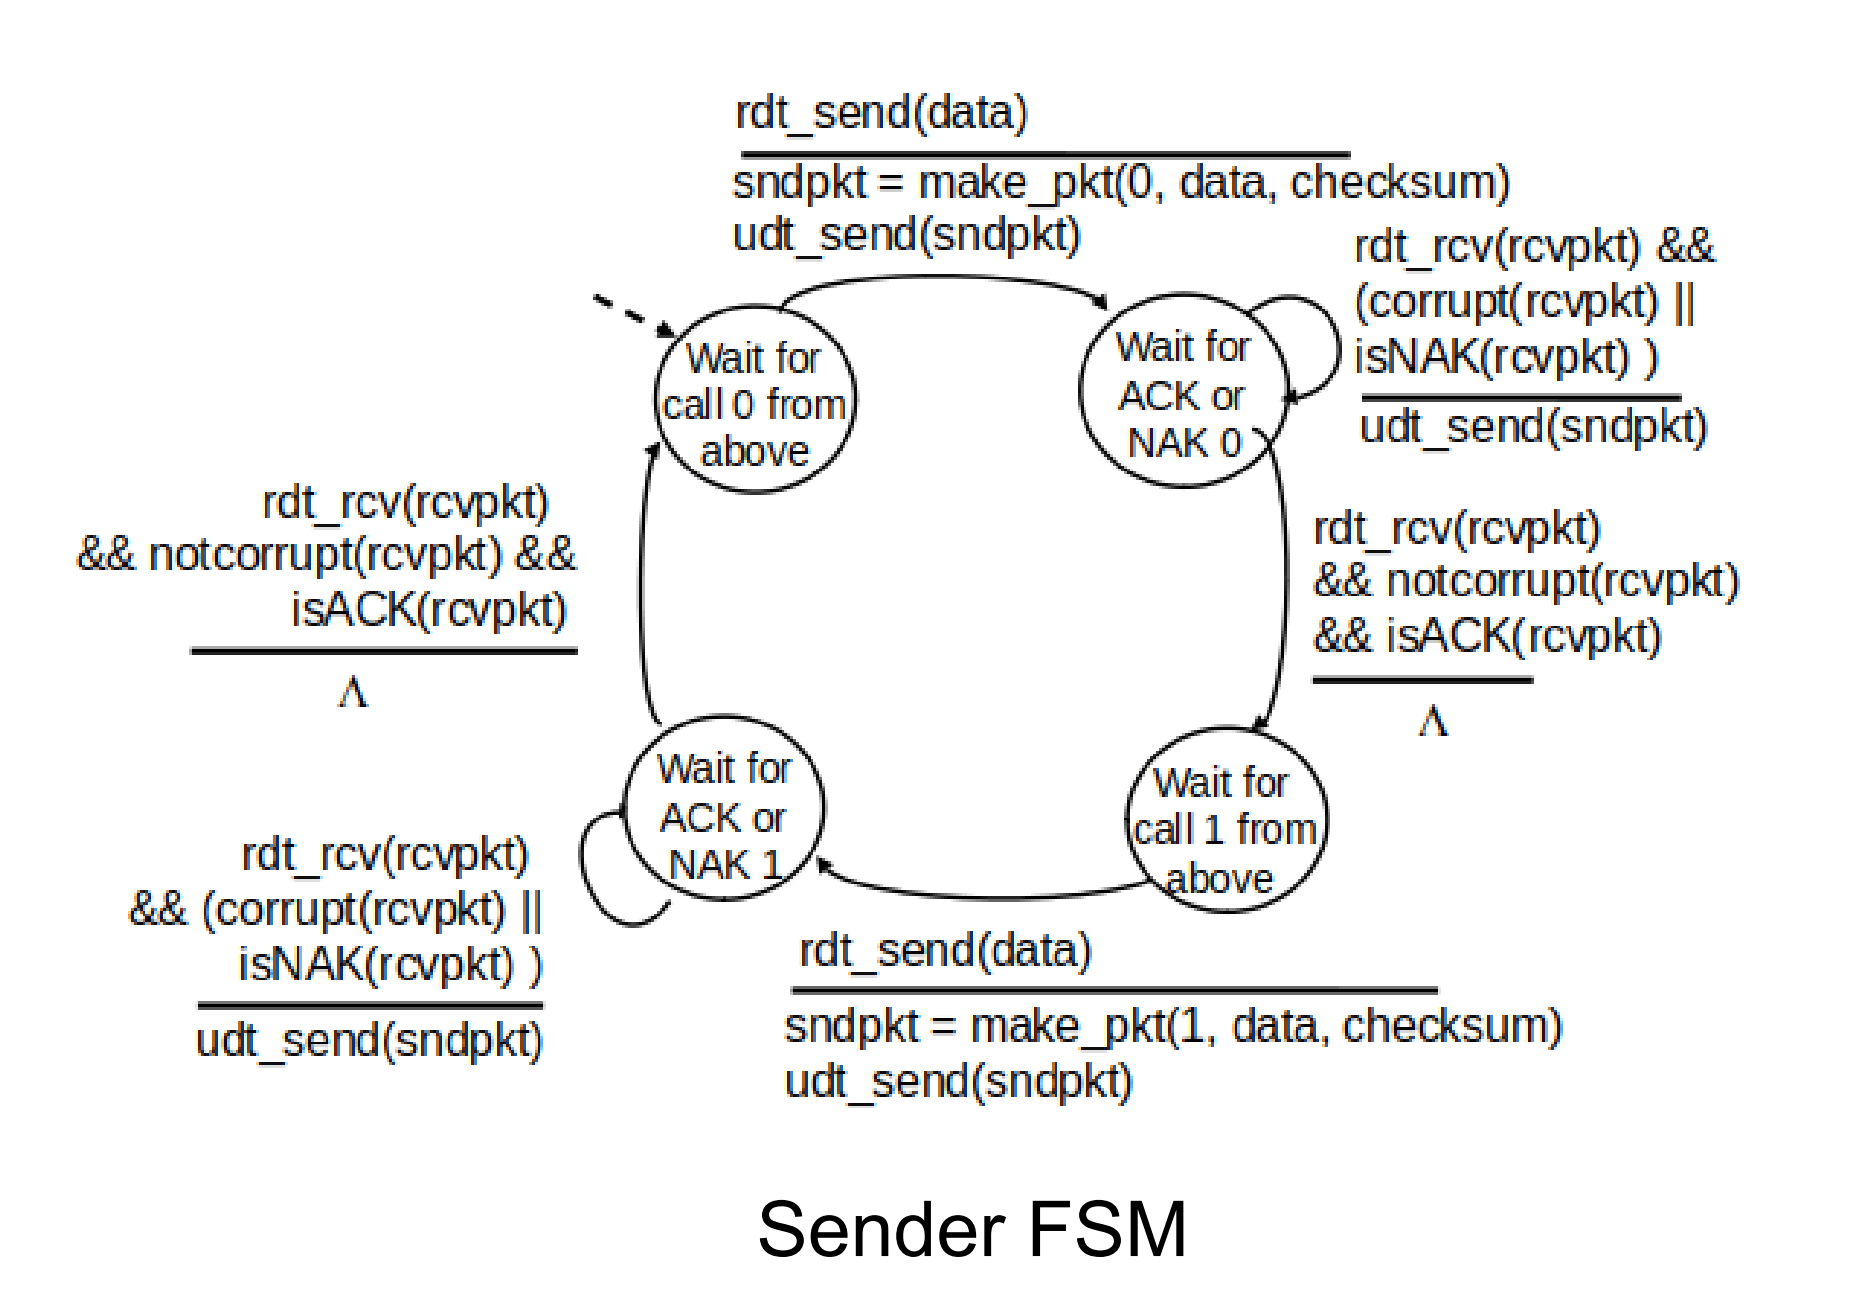 rdt_send(data)
sndpkt = make_pkt(0, data, checksum)
udt_send(sndpkt)
rdt_rcv(rcvpkt) &&
(corrupt(rcvpkt) ||
isNAK(rcvpkt) )
udt_send(sndpkt)
Wait for
call 0 from
above
Wait for
ACK or
NAK 0
rdt_rcv(rcvpkt)
&& notcorrupt(rcvpkt) &&
isACK(rcvpkt)
Λ
rdt_rcv(rcvpkt)
&& notcorrupt(rcvpkt)
&& isACK(rcvpkt)
Λ
Wait for
ACK or
NAK 1
Wait for
call 1 from
above
rdt_rcv(rcvpkt)
&& (corrupt(rcvpkt) ||
isNAK(rcvpkt) )
udt_send(sndpkt)
rdt_send(data)
sndpkt = make_pkt(1, data, checksum)
udt_send(sndpkt)
Sender FSM